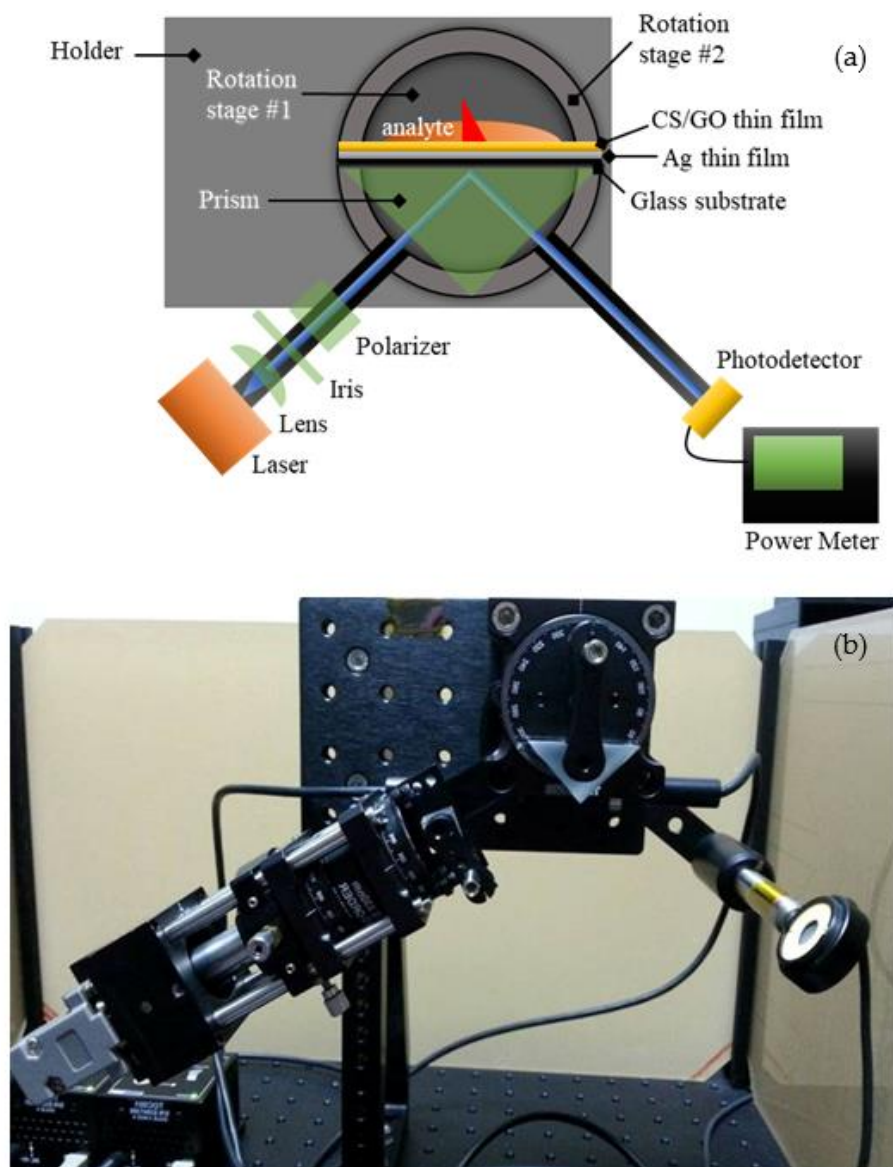 Holder
Rotation
stage #1
analyte
Rotation
stage #2
(a)
CS/GO thin film
Ag thin film
Glass substrate
Prism
Polarizer
Iris
Lens
Laser
Photodetector
Power Meter
(b)